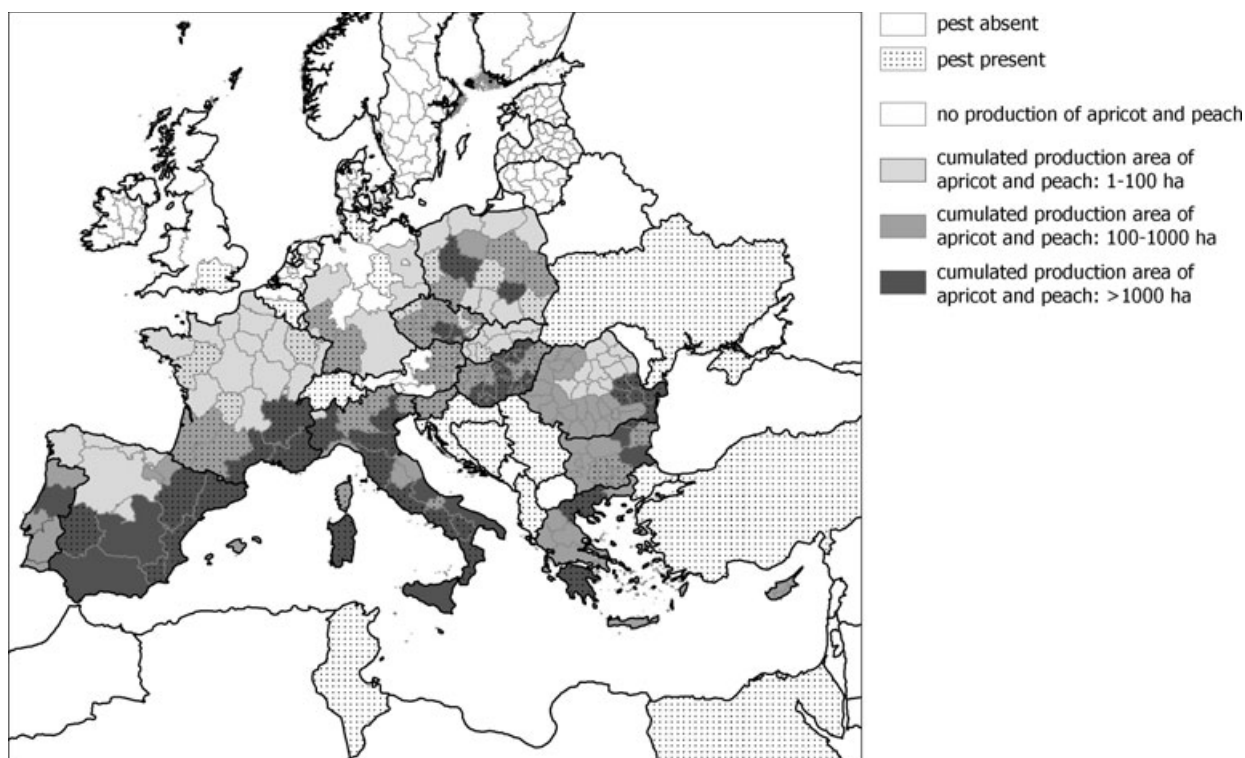 pest absent
pest present
no production of apricot and peach
cumulated production area of
apricot and peach: 1-100 ha
cumulated production area of
apricot and peach: 100-1000 ha
cumulated production area of
apricot and peach: >1000 ha